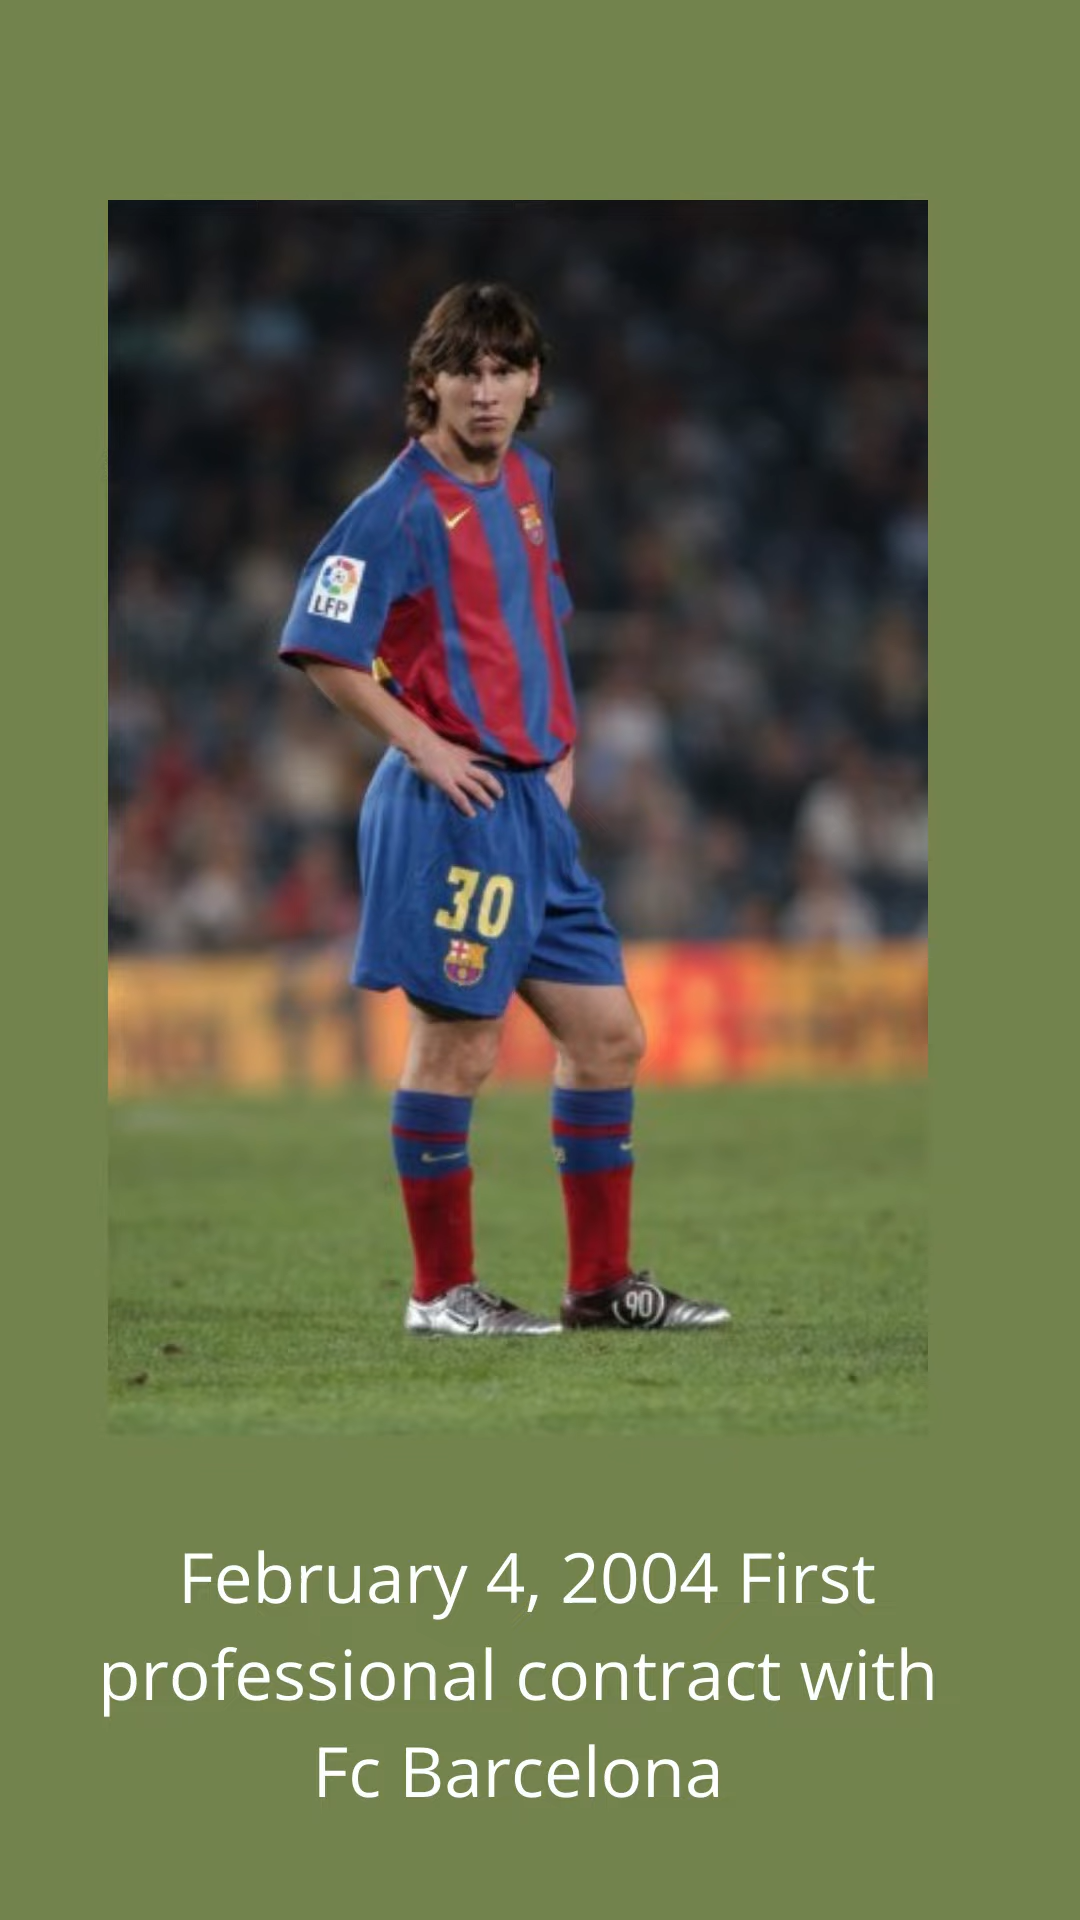 LFP
30
90
February 4, 2004 First
professional contract with
Fc Barcelona